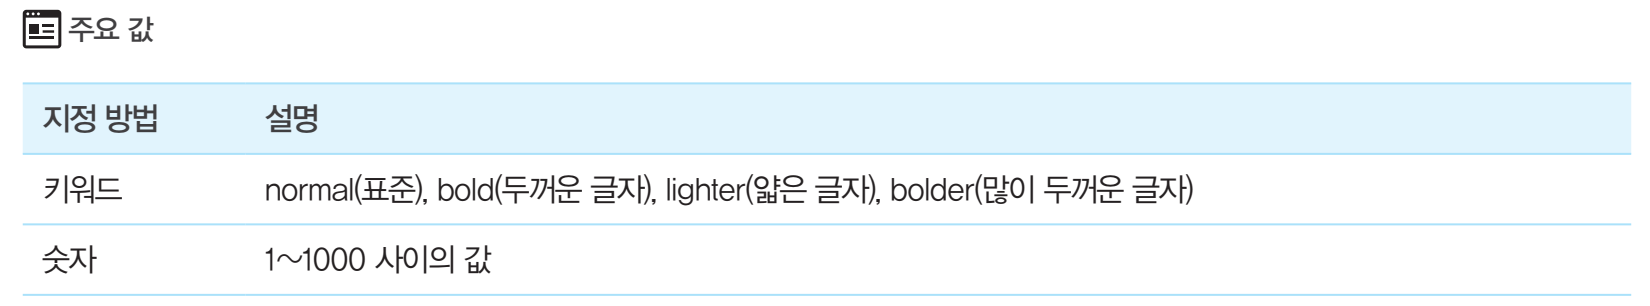 주요 값
지정 방법 설명
키워드 normal(표준), bold(두꺼운 글자), lighter(얇은 글자), bolder(많이 두꺼운 글자)
숫자 1~1000 사이의 값